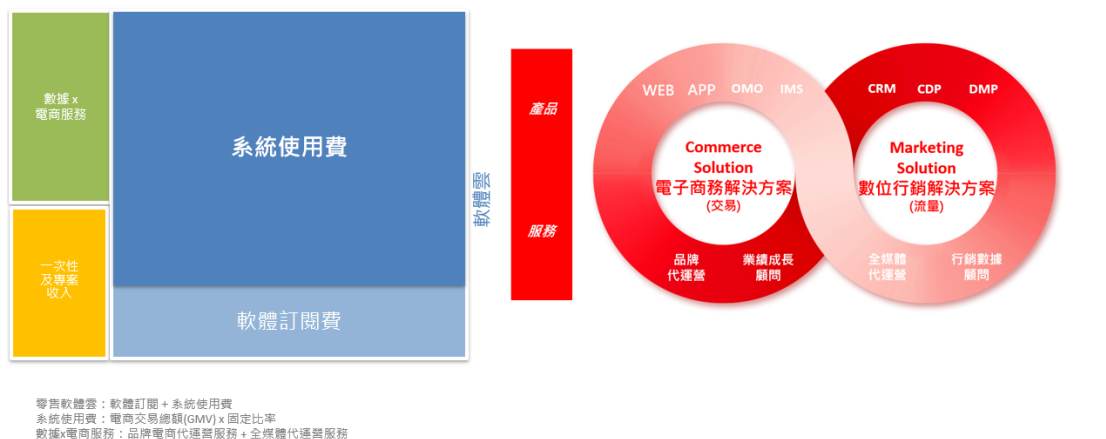 數據 x
電商服務
一次性
及專案
收入
系統使用費
軟體訂閱費
軟體雲
產品
服務
WEB APP OMO IMS
Commerce
Solution
電子商務解決方案
(交易)
品牌
代運營
業績成長
顧問
CRM CDP DMP
Marketing
Solution
數位行銷解決方案
(流量)
全媒體
代運營
行銷數據
顧問
零售軟體雲：軟體訂閱 + 系統使用費
系統使用費：電商交易總額(GMV) x 固定比率
數據x電商服務：品牌電商代運營服務 + 全媒體代運營服務